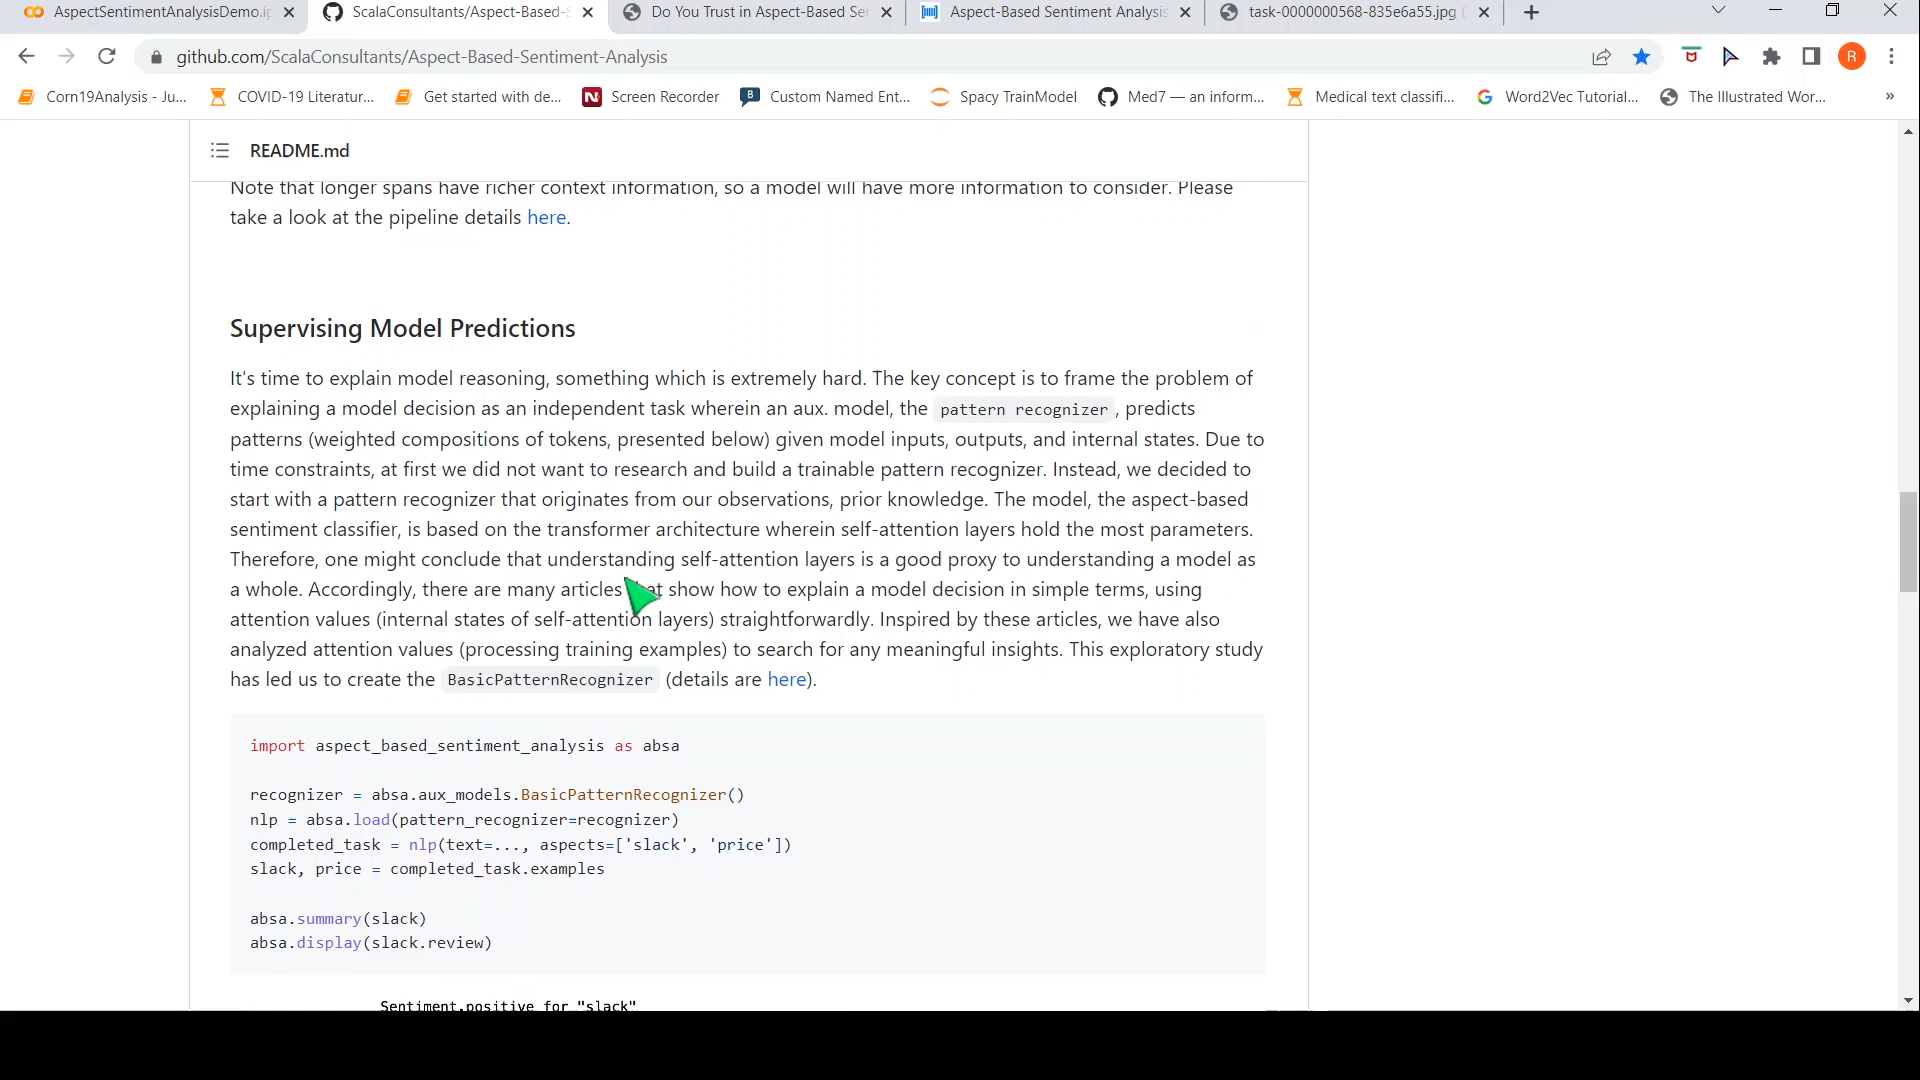 AspectSentimentAnalysisDemo.ip
ScalaConsultants/Aspect-Based-S
Do You Trust in Aspect-Based Se
Aspect-Based Sentiment Analysis
task-0000000568-835e6a55.jpg (
github.com/ScalaConsultants/Aspect-Based-Sentiment-Analysis
R
Corn19Analysis - Ju...
COVID-19 Literatur...
Get started with de...
Screen Recorder
Custom Named Ent...
Spacy TrainModel
Med7 — an inform...
Medical text classifi...
Word2Vec Tutorial...
The Illustrated Wor...
»
README.md
Note that longer spans have richer context information, so a model will have more information to consider. Please
take a look at the pipeline details here.
Supervising Model Predictions
It's time to explain model reasoning, something which is extremely hard. The key concept is to frame the problem of
explaining a model decision as an independent task wherein an aux. model, the pattern recognizer, predicts
patterns (weighted compositions of tokens, presented below) given model inputs, outputs, and internal states. Due to
time constraints, at first we did not want to research and build a trainable pattern recognizer. Instead, we decided to
start with a pattern recognizer that originates from our observations, prior knowledge. The model, the aspect-based
sentiment classifier, is based on the transformer architecture wherein self-attention layers hold the most parameters.
Therefore, one might conclude that understanding self-attention layers is a good proxy to understanding a model as
a whole. Accordingly, there are many articles that show how to explain a model decision in simple terms, using
attention values (internal states of self-attention layers) straightforwardly. Inspired by these articles, we have also
analyzed attention values (processing training examples) to search for any meaningful insights. This exploratory study
has led us to create the BasicPatternRecognizer (details are here).
import aspect_based_sentiment_analysis as absa
recognizer = absa.aux_models.BasicPatternRecognizer()
nlp = absa.load(pattern_recognizer=recognizer)
completed_task = nlp(text=..., aspects=['slack', 'price'])
slack, price = completed_task.examples
absa.summary(slack)
absa.display(slack.review)
Sentiment.positive for "slack"